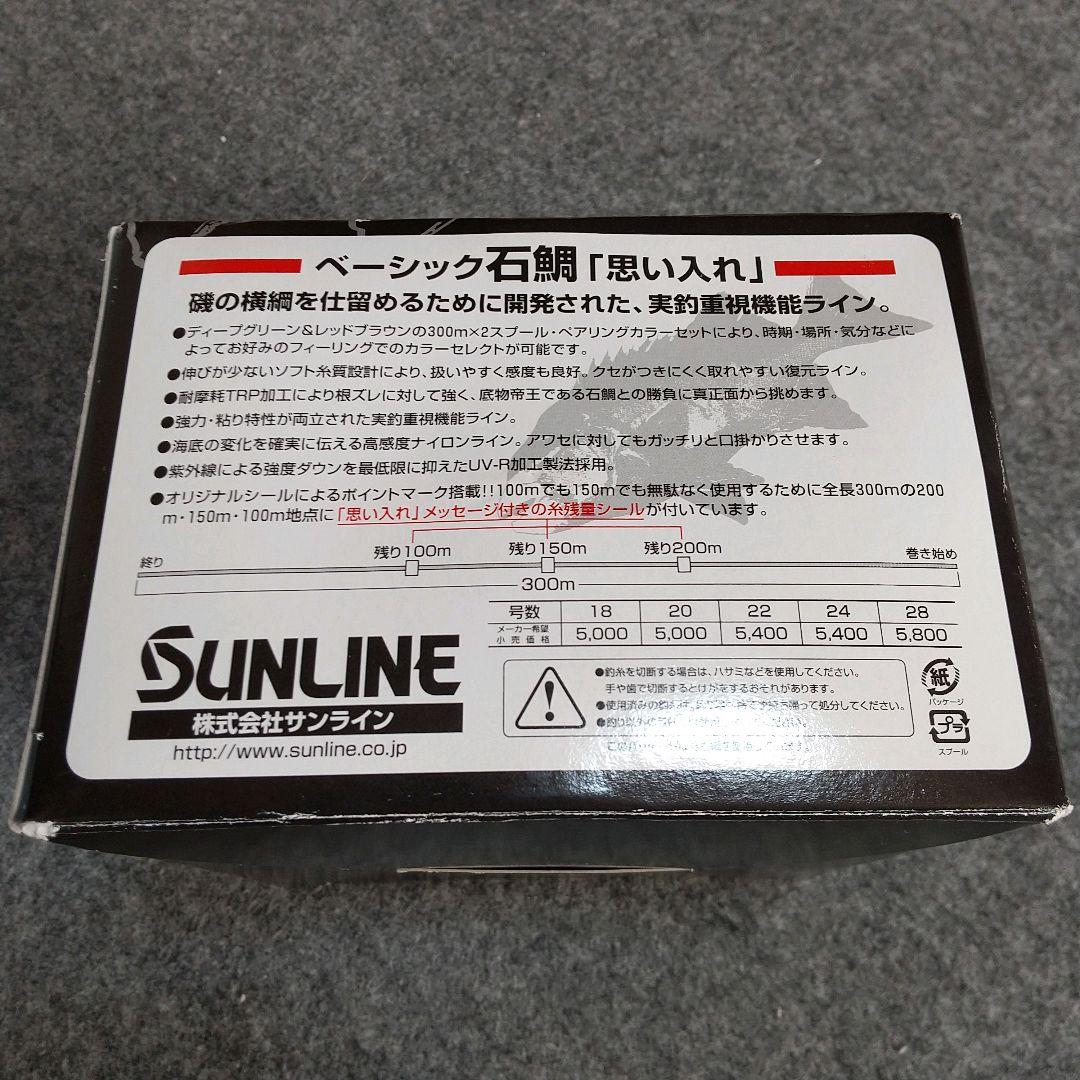 ベーシック石鯛「思い入れ」
磯の横綱を仕留めるために開発された、実釣重視機能ライン。
●ディープグリーン&レッドブラウンの300m×2スプール・ペアリングカラーセットにより、時期・場所・気分などに
よってお好みのフィーリングでのカラーセレクトが可能です。
●伸びが少ないソフト糸質設計により、扱いやすく感度も良好。クセがつきにくく取れやすい復元ライン。
●耐摩耗TRP加工により根ズレに対して強く、底物帝王である石鯛との勝負に真正面から挑めます。
●強力・粘り特性が両立された実釣重視機能ライン。
●海底の変化を確実に伝える高感度ナイロンライン。アワセに対してもガッチリと口掛かりさせます。
●紫外線による強度ダウンを最低限に抑えたUV-R加工製法採用。
●オリジナルシールによるポイントマーク搭載!!100mでも150mでも無駄なく使用するために全長300mの200
m・150m・100m地点に「思い入れ」メッセージ付きの糸残量シールが付いています。
残り100m 残り150m 残り200m
終り 巻き始め
300m
号数 18 20 22 24 28
メーカー希望小売価格 5,000 5,000 5,400 5,400 5,800
SUNLINE
株式会社サンライン
http://www.sunline.co.jp
●釣糸を切断する場合は、ハサミなどを使用してください。
手や歯で切断するとけがをするおそれがあります。
●使用済みの釣糸は、
持ち帰って処分してください。
●釣り以外の
紙
パッケージ
プラ
スプール